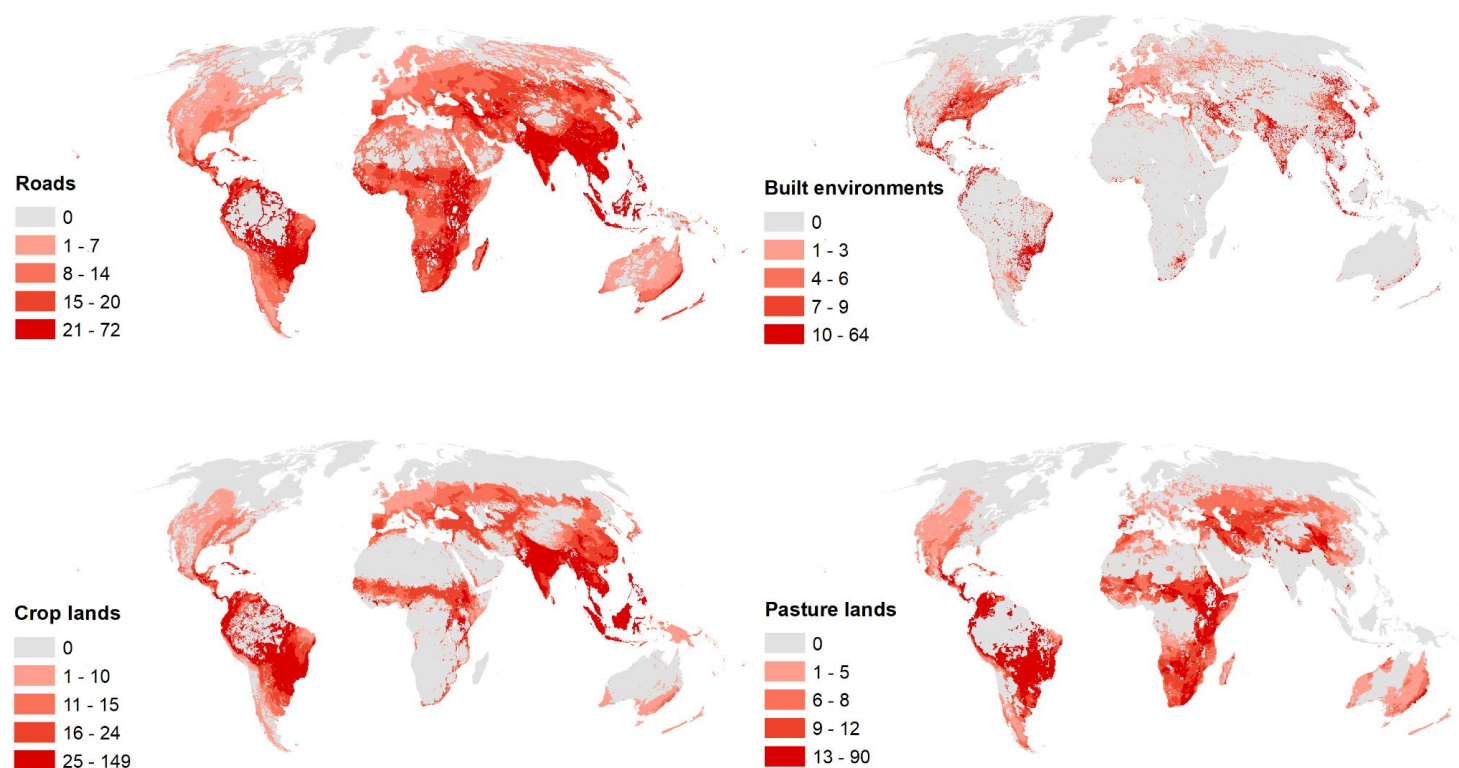 Roads
0
1 - 7
8 - 14
15 - 20
21 - 72
Built environments
0
1 - 3
4 - 6
7 - 9
10 - 64
Crop lands
0
1 - 10
11 - 15
16 - 24
25 - 149
Pasture lands
0
1 - 5
6 - 8
9 - 12
13 - 90